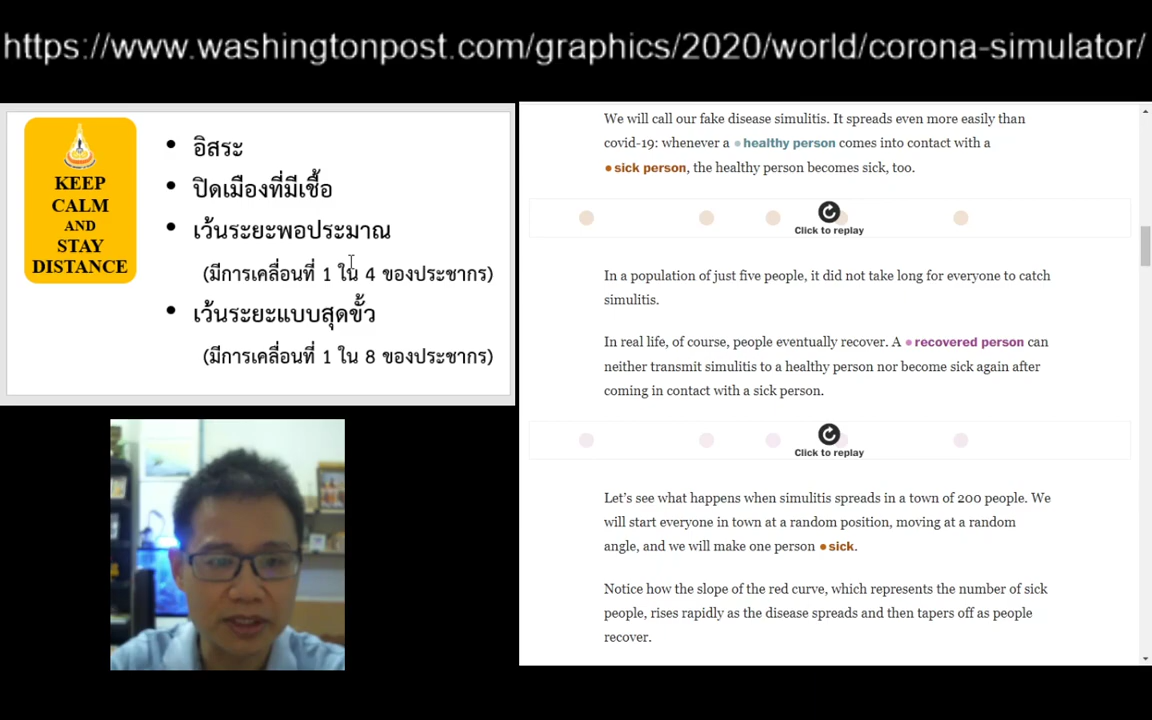 https://www.washingtonpost.com/graphics/2020/world/corona-simulator/
KEEP
CALM
AND
STAY
DISTANCE
• อิสระ
• ปิดเมืองที่มีเชื้อ
• เว้นระยะพอประมาณ
(มีการเคลื่อนที่ 1 ใน 4 ของประชากร)
• เว้นระยะแบบสุดขั้ว
(มีการเคลื่อนที่ 1 ใน 8 ของประชากร)
We will call our fake disease simulitis. It spreads even more easily than
covid-19: whenever a • healthy person comes into contact with a
• sick person, the healthy person becomes sick, too.
Click to replay
In a population of just five people, it did not take long for everyone to catch
simulitis.
In real life, of course, people eventually recover. A • recovered person can
neither transmit simulitis to a healthy person nor become sick again after
coming in contact with a sick person.
Click to replay
Let’s see what happens when simulitis spreads in a town of 200 people. We
will start everyone in town at a random position, moving at a random
angle, and we will make one person • sick.
Notice how the slope of the red curve, which represents the number of sick
people, rises rapidly as the disease spreads and then tapers off as people
recover.